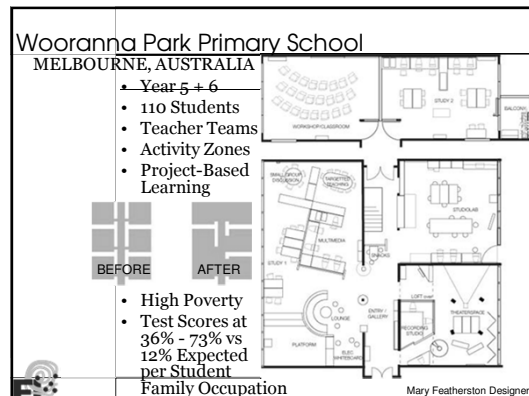 Wooranna Park Primary School
MELBOURNE, AUSTRALIA
• Year 5 + 6
• 110 Students
• Teacher Teams
• Activity Zones
• Project-Based
Learning
BEFORE
AFTER
• High Poverty
• Test Scores at
36% - 73% vs
12% Expected
per Student
Family Occupation
WORKSHOP/CLASSROOM
STUDY 2
BALCONY
SMALL GROUP
DISCUSSION
TARGETTED
TEACHING
MULTIMEDIA
STUDY 1
SNACKS
STUDIOLAB
LOFT over
THEATERSPACE
RECORDING
STUDIO
ENTRY /
GALLERY
LOUNGE
PLATFORM
ELEC
WHITEBOARD
Mary Featherston Designer